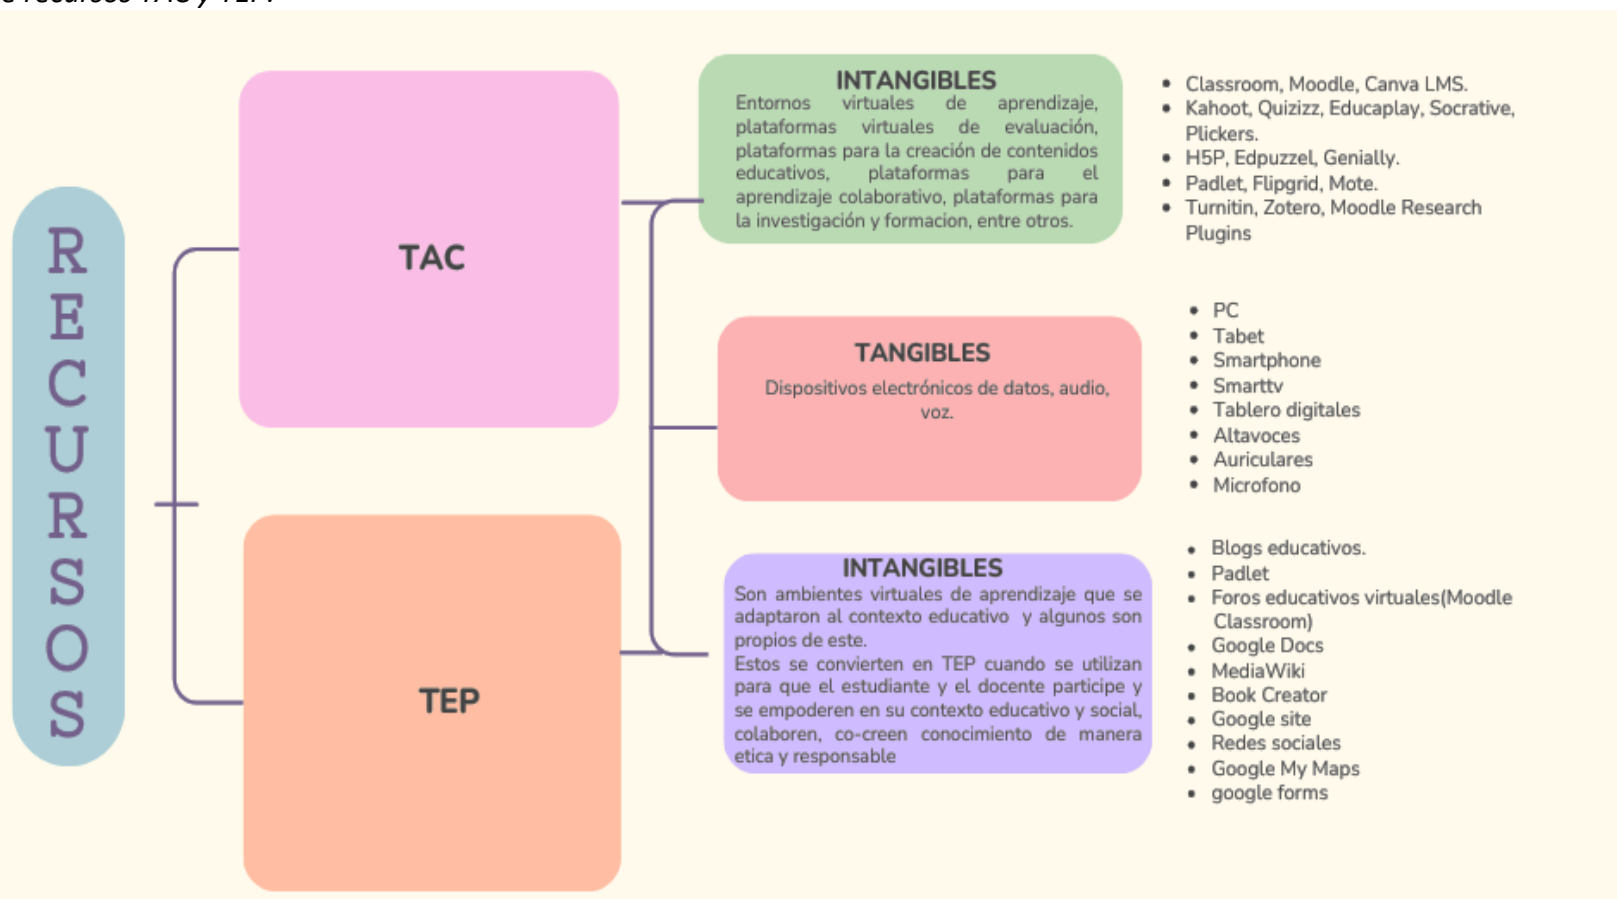 e recursos TAC y TEP.
RECURSOS
TAC
INTANGIBLES
Entornos virtuales de aprendizaje,
plataformas virtuales de evaluación,
plataformas para la creación de contenidos
educativos, plataformas para el
aprendizaje colaborativo, plataformas para
la investigación y formacion, entre otros.
• Classroom, Moodle, Canva LMS.
• Kahoot, Quizizz, Educaplay, Socrative,
Plickers.
• H5P, Edpuzzel, Genially.
• Padlet, Flipgrid, Mote.
• Turnitin, Zotero, Moodle Research
Plugins
TANGIBLES
Dispositivos electrónicos de datos, audio,
voz.
• PC
• Tabet
• Smartphone
• Smarttv
• Tablero digitales
• Altavoces
• Auriculares
• Microfono
TEP
INTANGIBLES
Son ambientes virtuales de aprendizaje que se
adaptaron al contexto educativo y algunos son
propios de este.
Estos se convierten en TEP cuando se utilizan
para que el estudiante y el docente participe y
se empoderen en su contexto educativo y social,
colaboren, co-creen conocimiento de manera
etica y responsable
• Blogs educativos.
• Padlet
• Foros educativos virtuales(Moodle
Classroom)
• Google Docs
• MediaWiki
• Book Creator
• Google site
• Redes sociales
• Google My Maps
• google forms